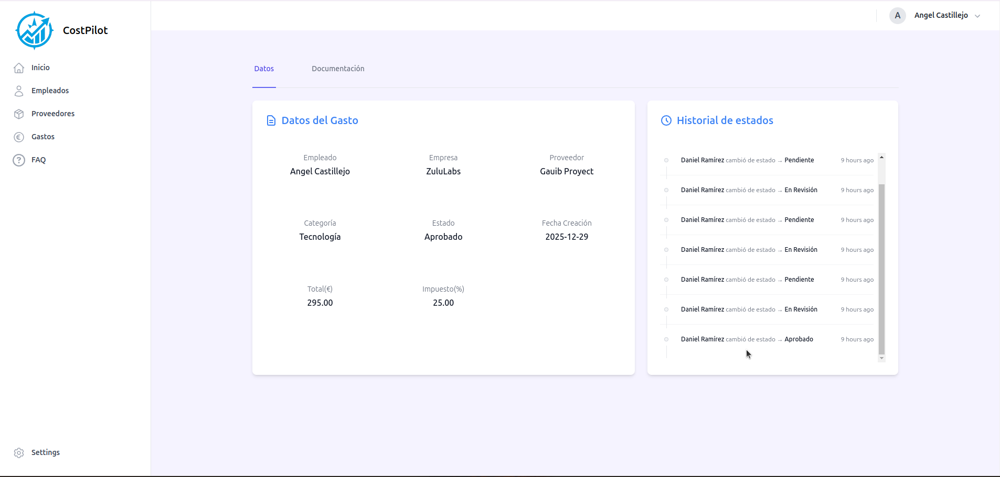 CostPilot
Inicio
Empleados
Proveedores
Gastos
FAQ
Settings
A Angel Castillejo
Datos Documentación
Datos del Gasto
Empleado Empresa Proveedor
Angel Castillejo ZuluLabs Gauib Proyect
Categoría Estado Fecha Creación
Tecnología Aprobado 2025-12-29
Total(€) Impuesto(%)
295.00 25.00
Historial de estados
Daniel Ramírez cambió de estado → Pendiente 9 hours ago
Daniel Ramírez cambió de estado → En Revisión 9 hours ago
Daniel Ramírez cambió de estado → Pendiente 9 hours ago
Daniel Ramírez cambió de estado → En Revisión 9 hours ago
Daniel Ramírez cambió de estado → Pendiente 9 hours ago
Daniel Ramírez cambió de estado → En Revisión 9 hours ago
Daniel Ramírez cambió de estado → Aprobado 9 hours ago